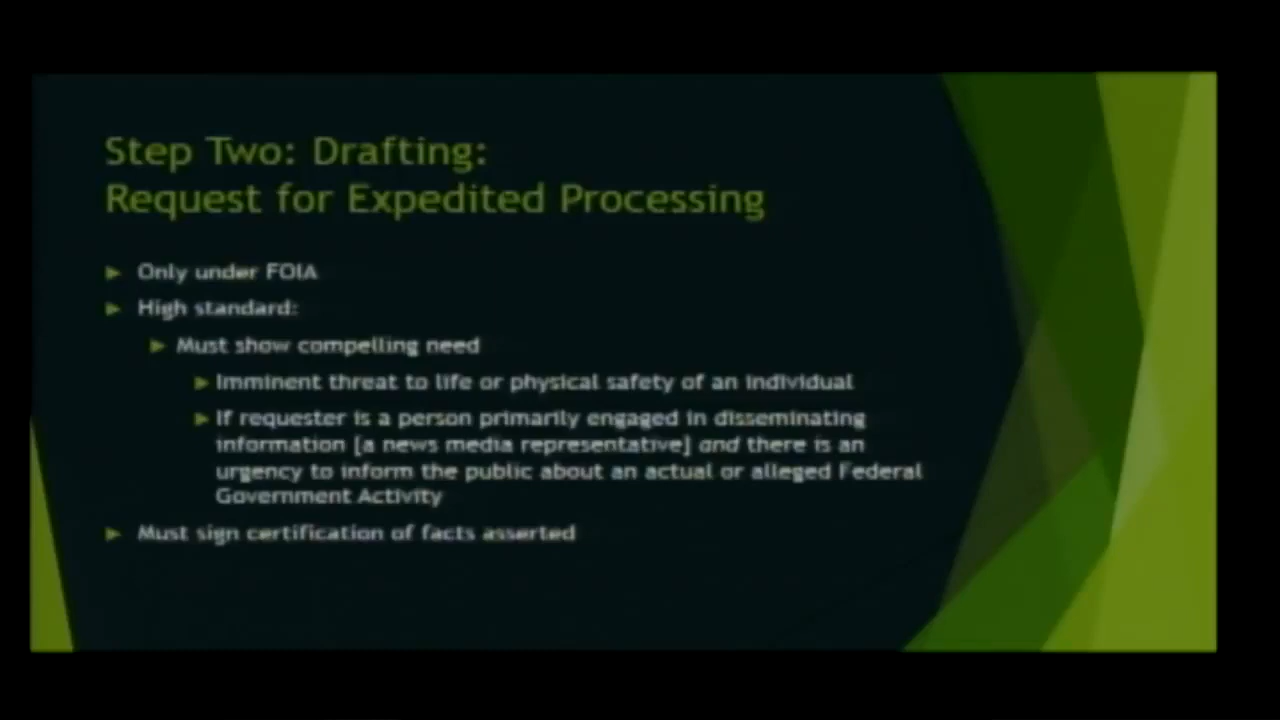 Step Two: Drafting:
Request for Expedited Processing
Only under FOIA
High standard:
Must show compelling need
Imminent threat to life or physical safety of an individual
If requester is a person primarily engaged in disseminating
information [a news media representative] and there is an
urgency to inform the public about an actual or alleged Federal
Government Activity
Must sign certification of facts asserted